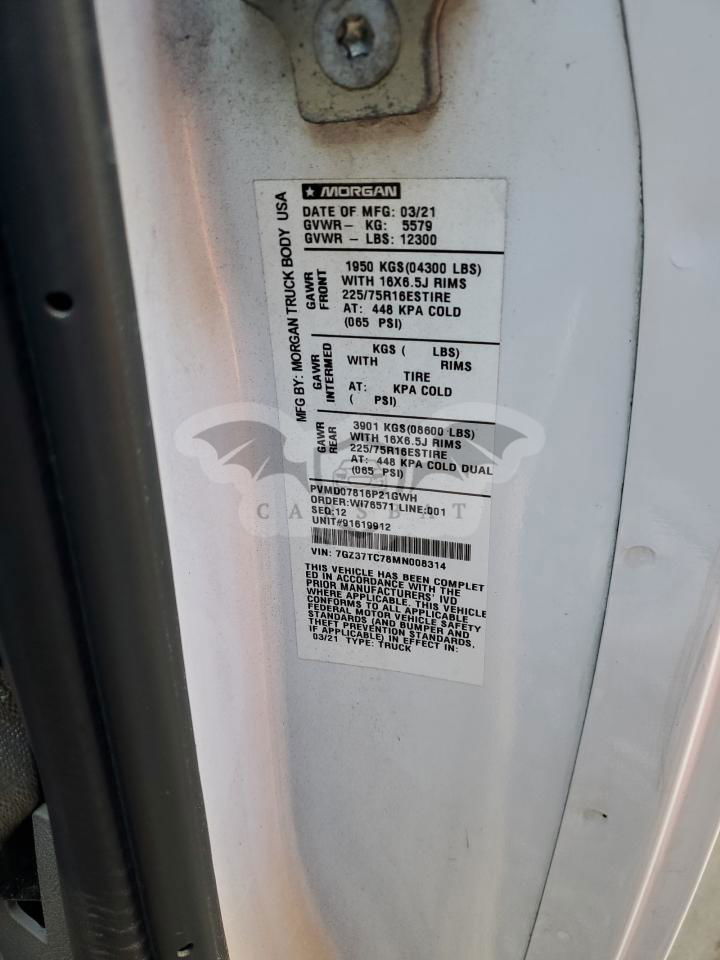 MORGAN
DATE OF MFG: 03/21
GVWR- KG: 5579
GVWR - LBS: 12300
MFG BY: MORGAN TRUCK BODY USA
GAWR
FRONT
1950 KGS(04300 LBS)
WITH 16X6.5J RIMS
225/75R16ESTIRE
AT: 448 KPA COLD
(065 PSI)
GAWR
INTERMED
KGS ( LBS)
WITH RIMS
TIRE
AT: KPA COLD
( PSI)
GAWR
REAR
3901 KGS(08600 LBS)
WITH 16X6.5J RIMS
225/75R16ESTIRE
AT: 448 KPA COLD DUAL
(065 PSI)
PVMD07816P21GWH
ORDER:WI76571 LINE:001
SEQ:12
UNIT#91619912
VIN: 7GZ37TC78MN008314
THIS VEHICLE HAS BEEN COMPLET
ED IN ACCORDANCE WITH THE
PRIOR MANUFACTURERS' IVD
WHERE APPLICABLE. THIS VEHICLE
CONFORMS TO ALL APPLICABLE
FEDERAL MOTOR VEHICLE SAFETY
STANDARDS (AND BUMPER AND
THEFT PREVENTION STANDARDS,
IF APPLICABLE) IN EFFECT IN:
03/21 TYPE: TRUCK
CARSBAT